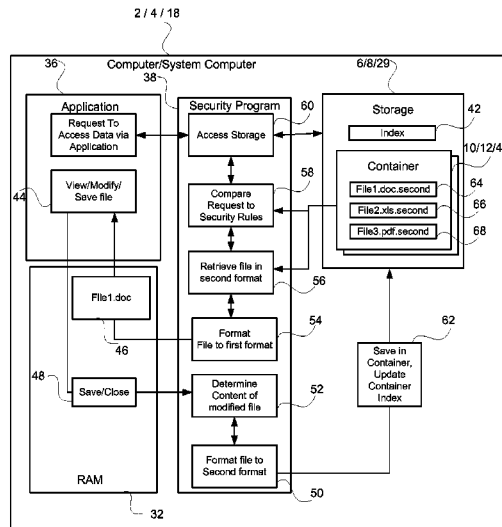 2 / 4 / 18
36
Computer/System Computer
6/8/29
38
Application
Security Program
60
Storage
Request To
Access Data via
Application
Access Storage
Index
42
10/12/4
Container
58
View/Modify/
Save file
44
Compare
Request to
Security Rules
File1.doc.second
64
File2.xls.second
66
File3.pdf.second
68
File1.doc
46
Retrieve file in
second format
56
Format
File to first format
54
62
Save in
Container,
Update
Container
Index
48
Save/Close
Determine
Content of
modified file
52
Format file to
Second format
50
RAM
32